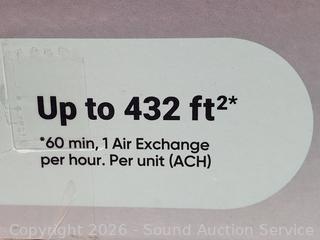 Up to 432 ft²*
*60 min, 1 Air Exchange
per hour. Per unit (ACH)
Copyright 2026 - Sound Auction Service